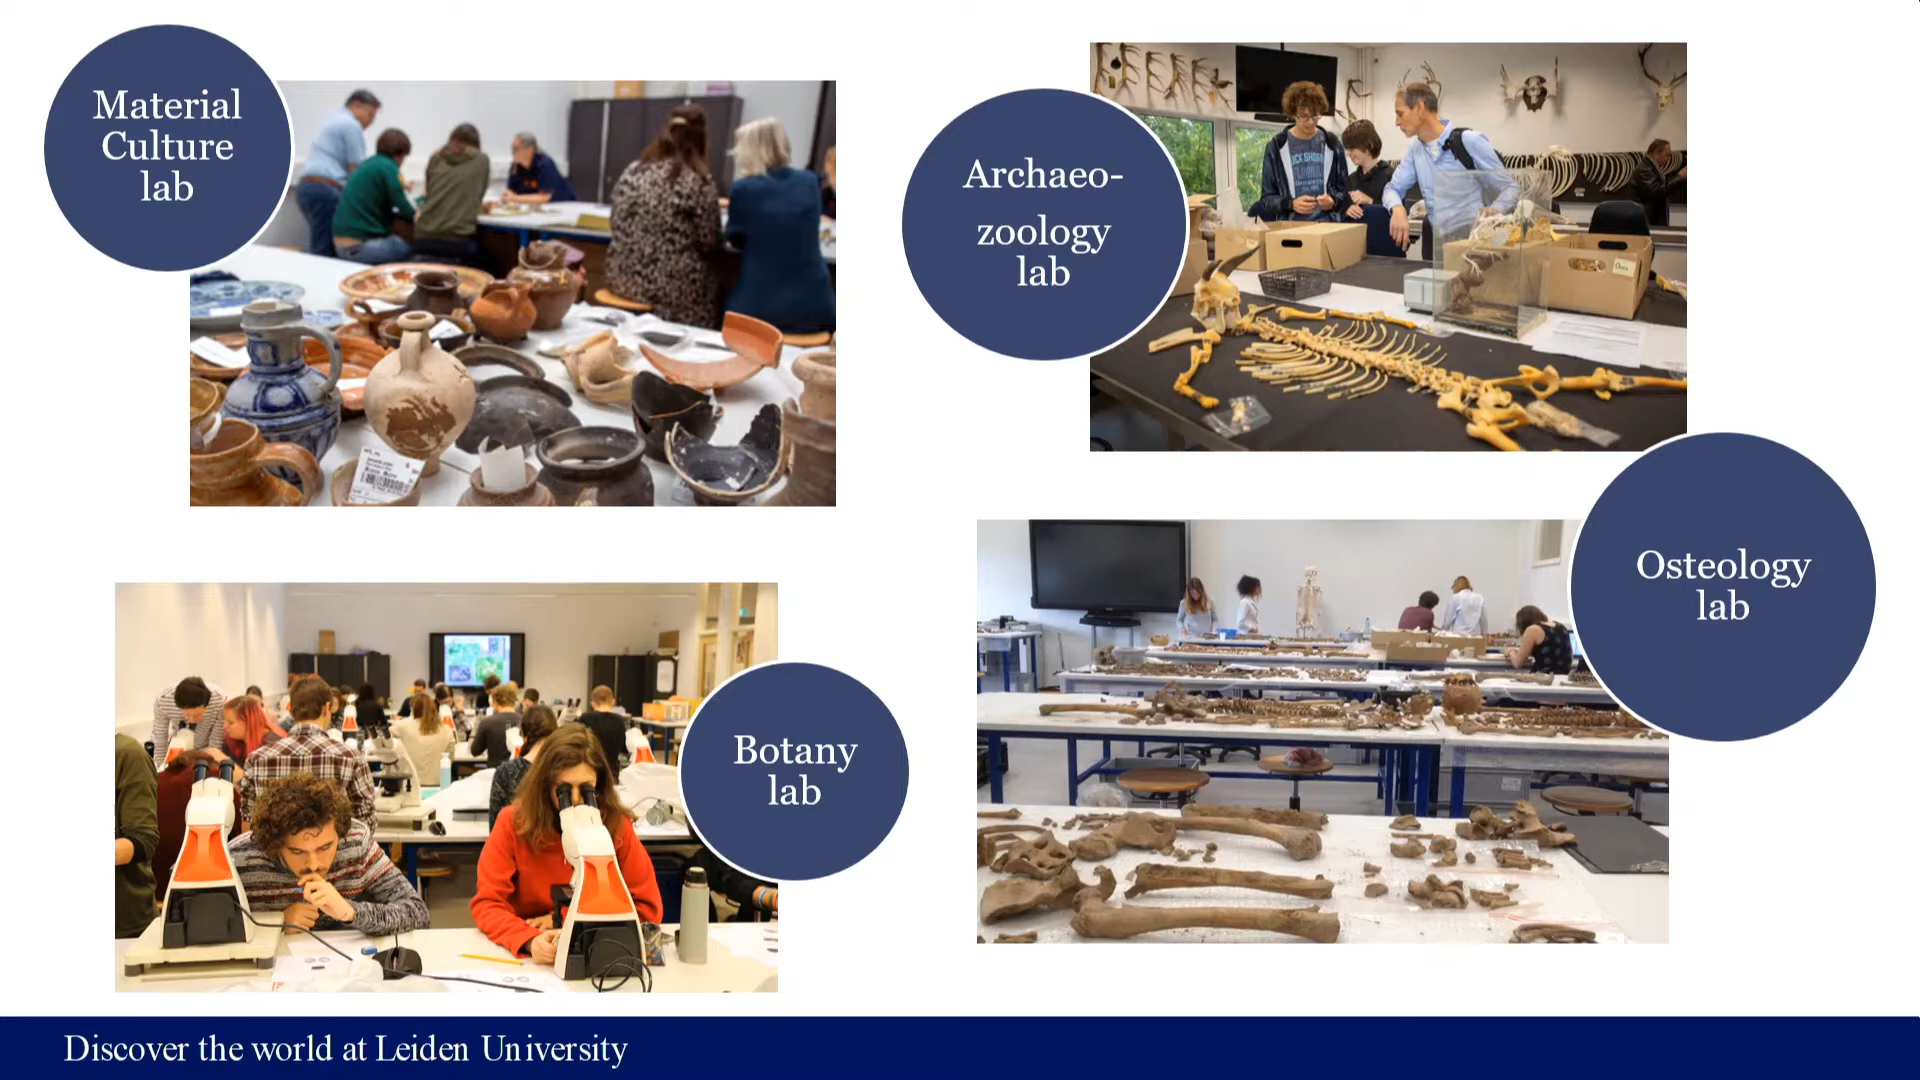 Material
Culture
lab
Archaeo-
zoology
lab
Osteology
lab
Botany
lab
Discover the world at Leiden University